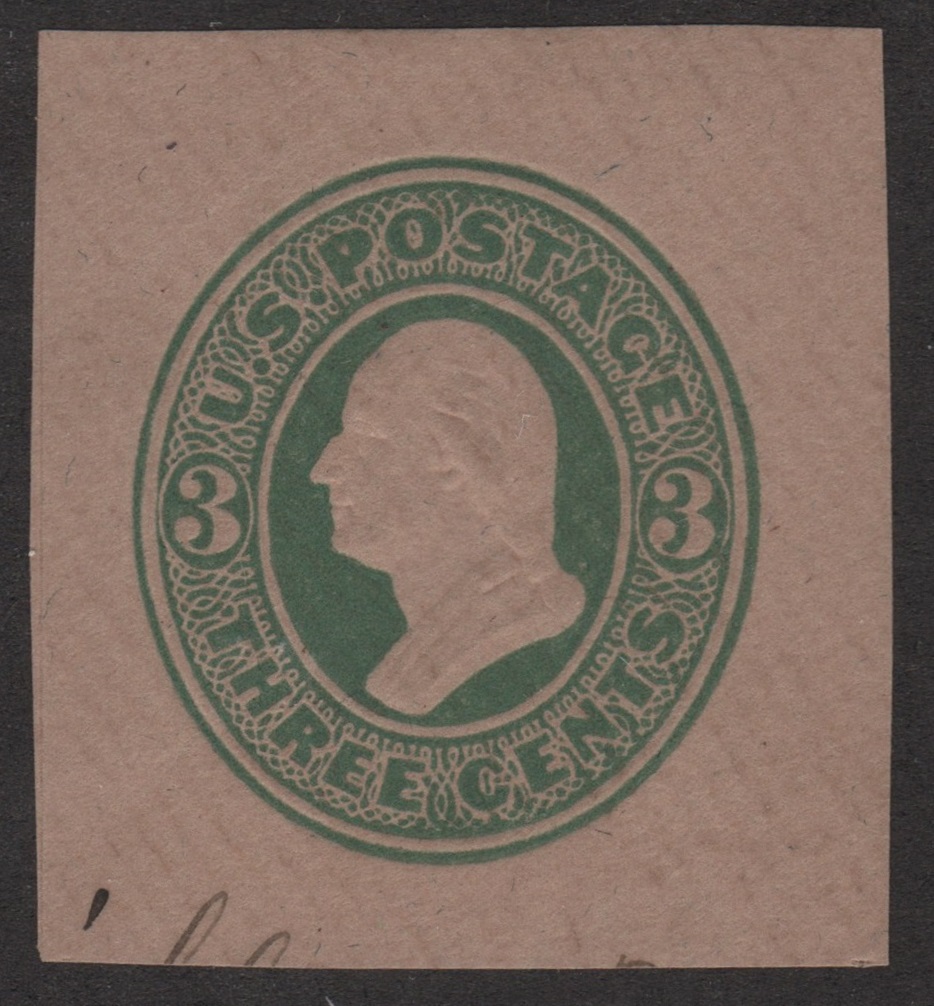 U.S. POSTAGE
3 3
THREE CENTS